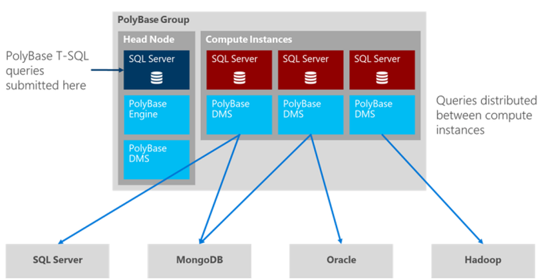 PolyBase Group
Head Node
Compute Instances
PolyBase T-SQL
queries
submitted here
SQL Server
SQL Server
SQL Server
SQL Server
PolyBase
Engine
PolyBase
DMS
PolyBase
DMS
PolyBase
DMS
PolyBase
DMS
Queries distributed
between compute
instances
SQL Server
MongoDB
Oracle
Hadoop